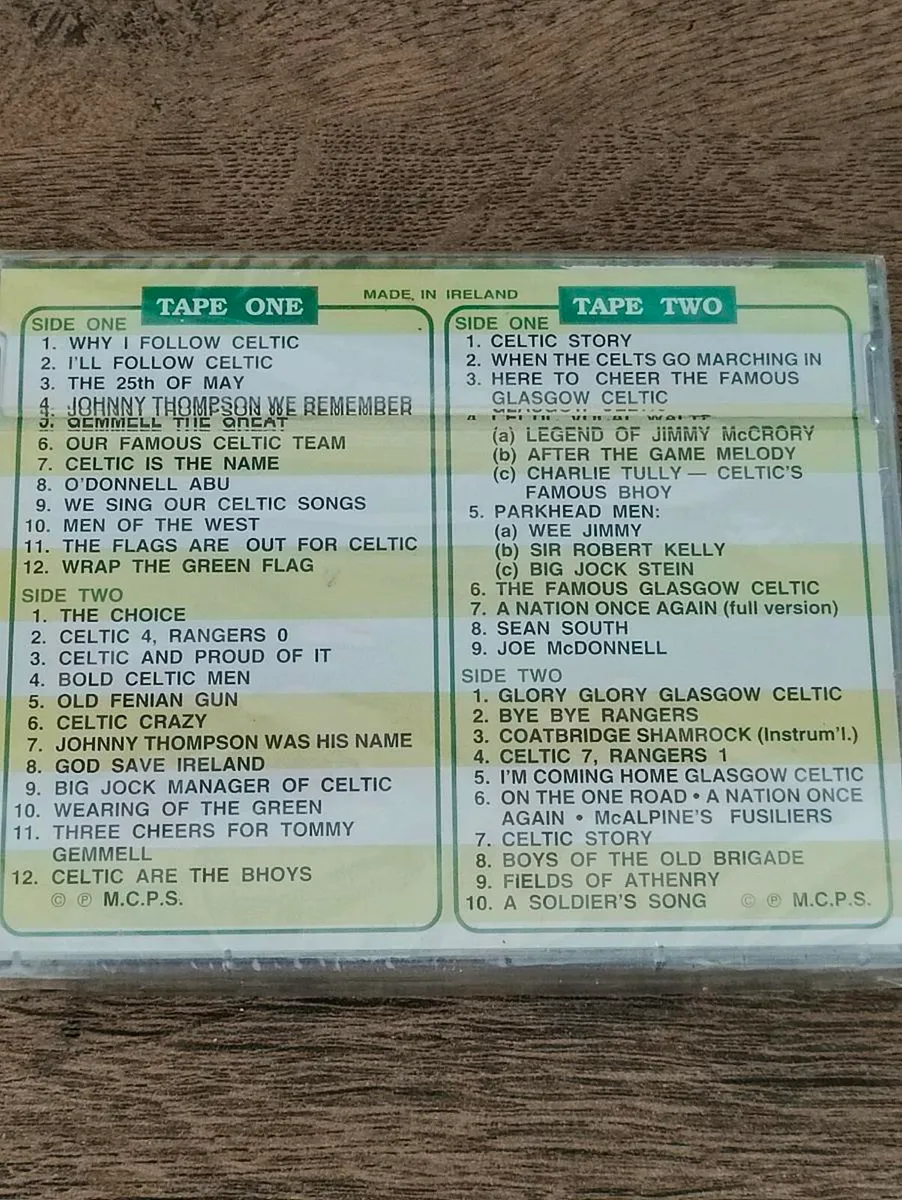 MADE IN IRELAND
TAPE ONE
SIDE ONE
1. WHY I FOLLOW CELTIC
2. I'LL FOLLOW CELTIC
3. THE 25th OF MAY
4. JOHNNY THOMPSON WE REMEMBER
5. GEMMELL THE GREAT
6. OUR FAMOUS CELTIC TEAM
7. CELTIC IS THE NAME
8. O'DONNELL ABU
9. WE SING OUR CELTIC SONGS
10. MEN OF THE WEST
11. THE FLAGS ARE OUT FOR CELTIC
12. WRAP THE GREEN FLAG
SIDE TWO
1. THE CHOICE
2. CELTIC 4, RANGERS 0
3. CELTIC AND PROUD OF IT
4. BOLD CELTIC MEN
5. OLD FENIAN GUN
6. CELTIC CRAZY
7. JOHNNY THOMPSON WAS HIS NAME
8. GOD SAVE IRELAND
9. BIG JOCK MANAGER OF CELTIC
10. WEARING OF THE GREEN
11. THREE CHEERS FOR TOMMY
GEMMELL
12. CELTIC ARE THE BHOYS
© ℗ M.C.P.S.
TAPE TWO
SIDE ONE
1. CELTIC STORY
2. WHEN THE CELTS GO MARCHING IN
3. HERE TO CHEER THE FAMOUS
GLASGOW CELTIC
4.
(a) LEGEND OF JIMMY McCRORY
(b) AFTER THE GAME MELODY
(c) CHARLIE TULLY — CELTIC'S
FAMOUS BHOY
5. PARKHEAD MEN:
(a) WEE JIMMY
(b) SIR ROBERT KELLY
(c) BIG JOCK STEIN
6. THE FAMOUS GLASGOW CELTIC
7. A NATION ONCE AGAIN (full version)
8. SEAN SOUTH
9. JOE McDONNELL
SIDE TWO
1. GLORY GLORY GLASGOW CELTIC
2. BYE BYE RANGERS
3. COATBRIDGE SHAMROCK (Instrum'l.)
4. CELTIC 7, RANGERS 1
5. I'M COMING HOME GLASGOW CELTIC
6. ON THE ONE ROAD • A NATION ONCE
AGAIN • McALPINE'S FUSILIERS
7. CELTIC STORY
8. BOYS OF THE OLD BRIGADE
9. FIELDS OF ATHENRY
10. A SOLDIER'S SONG © ℗ M.C.P.S.